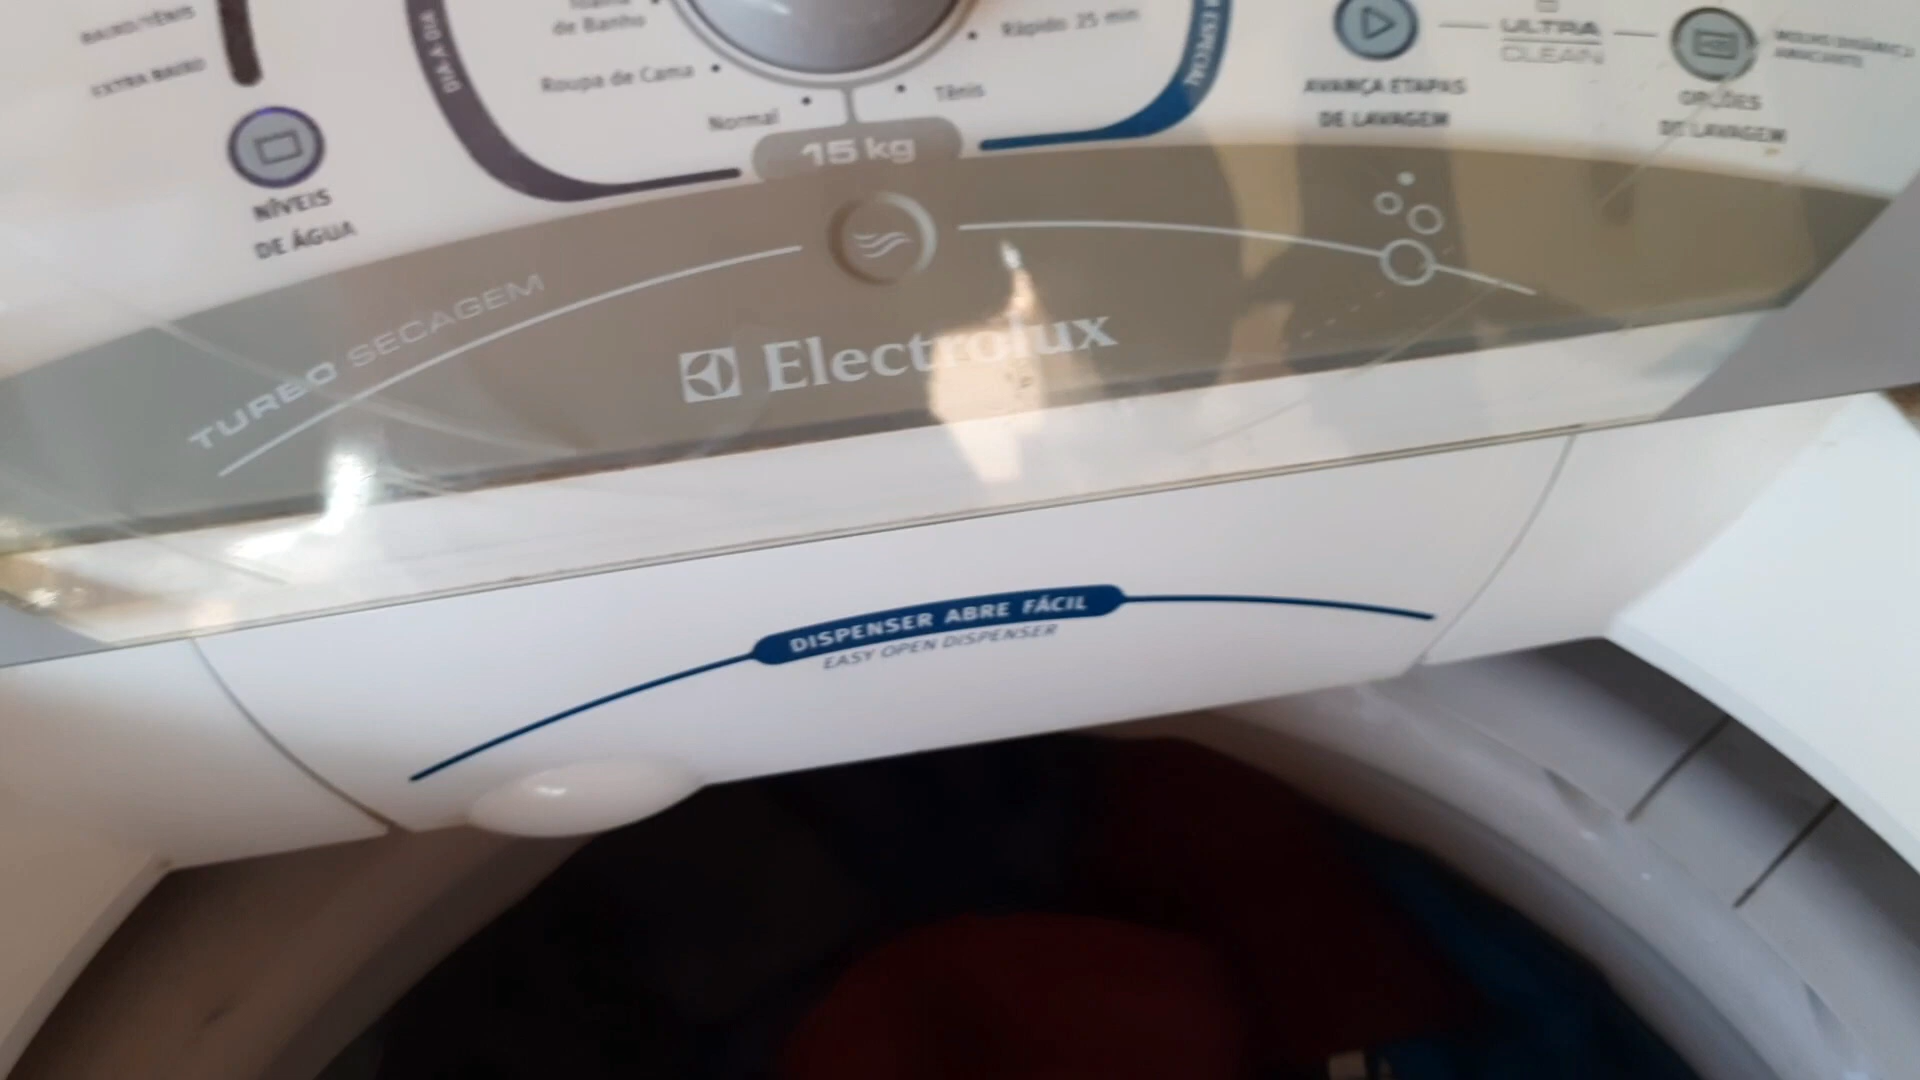 BAIXO/TÊNIS
EXTRA BAIXO
NÍVEIS
DE ÁGUA
DIA A DIA
Toalha
de Banho
Roupa de Cama
Normal
15 kg
Tênis
Rápido 25 min
ESPECIAL
AVANÇA ETAPAS
DE LAVAGEM
ULTRA
CLEAN
OPÇÕES
DE LAVAGEM
TURBO SECAGEM
Electrolux
DISPENSER ABRE FÁCIL
EASY OPEN DISPENSER